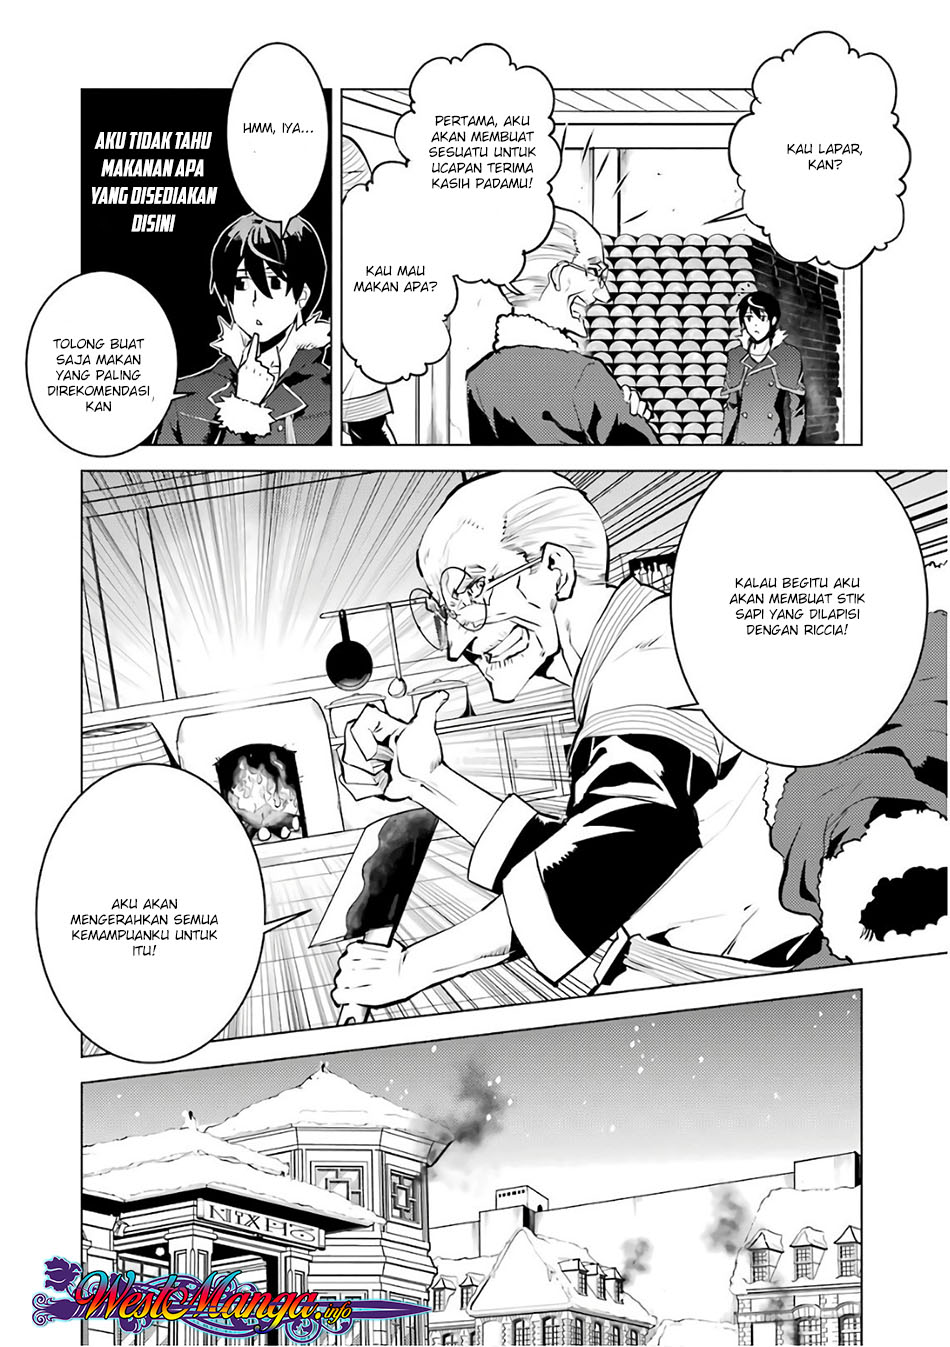 KAU LAPAR,
KAN?
PERTAMA, AKU
AKAN MEMBUAT
SESUATU UNTUK
UCAPAN TERIMA
KASIH PADAMU!
KAU MAU
MAKAN APA?
HMM, IYA...
AKU TIDAK TAHU
MAKANAN APA
YANG DISEDIAKAN
DISINI
TOLONG BUAT
SAJA MAKAN
YANG PALING
DIREKOMENDASI
KAN
KALAU BEGITU AKU
AKAN MEMBUAT STIK
SAPI YANG DILAPISI
DENGAN RICCIA!
AKU AKAN
MENGERAHKAN SEMUA
KEMAMPUANKU UNTUK
ITU!
WestManga.info